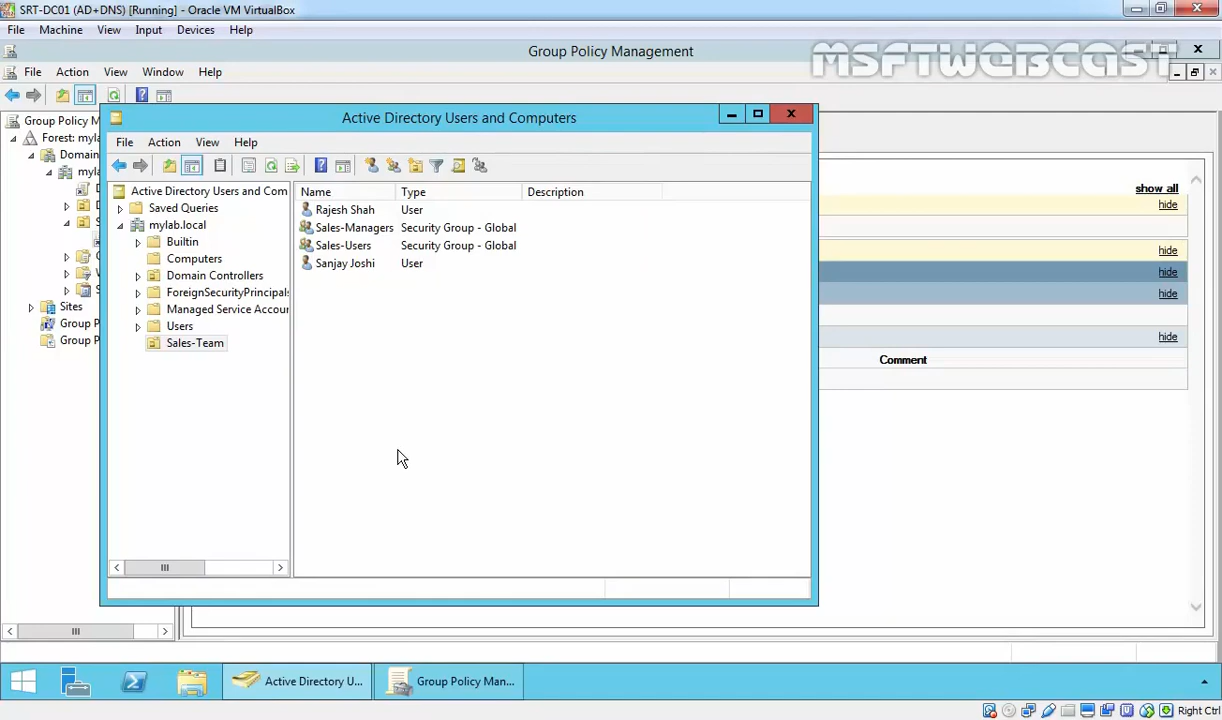 SRT-DC01 (AD+DNS) [Running] - Oracle VM VirtualBox
File Machine View Input Devices Help
Group Policy Management
MSFTWEBCAST
File Action View Window Help
Group Policy M
Forest: myla
Domain
myla
D
D
S
G
W
S
Sites
Group P
Group P
Active Directory Users and Computers
File Action View Help
Active Directory Users and Com
Saved Queries
mylab.local
Builtin
Computers
Domain Controllers
ForeignSecurityPrincipals
Managed Service Accour
Users
Sales-Team
Name Type Description
Rajesh Shah User
Sales-Managers Security Group - Global
Sales-Users Security Group - Global
Sanjay Joshi User
show all
hide
hide
hide
hide
hide
Comment
Active Directory U...
Group Policy Man...
Right Ctrl